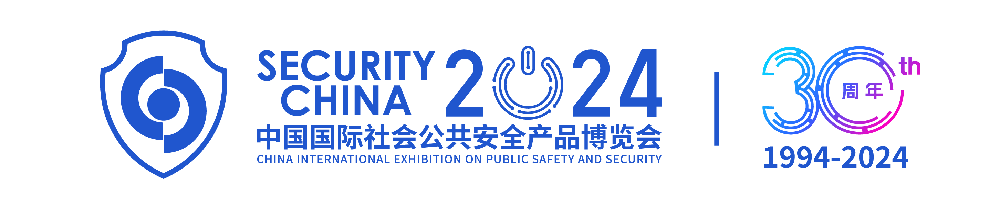 SECURITY
CHINA
2024
中国国际社会公共安全产品博览会
CHINA INTERNATIONAL EXHIBITION ON PUBLIC SAFETY AND SECURITY
30th
周年
1994-2024